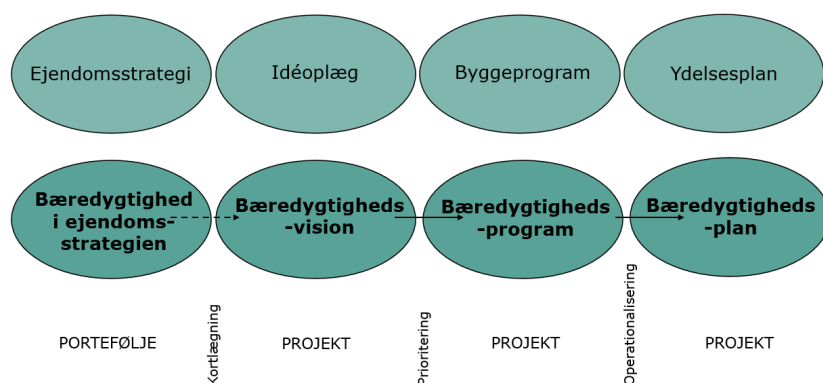 Ejendomsstrategi
Idéoplæg
Byggeprogram
Ydelsesplan
Bæredygtighed
i ejendoms-
strategien
Bæredygtigheds
-vision
Bæredygtigheds
-program
Bæredygtigheds
-plan
PORTEFØLJE
Kortlægning
PROJEKT
Prioritering
PROJEKT
Operationalisering
PROJEKT